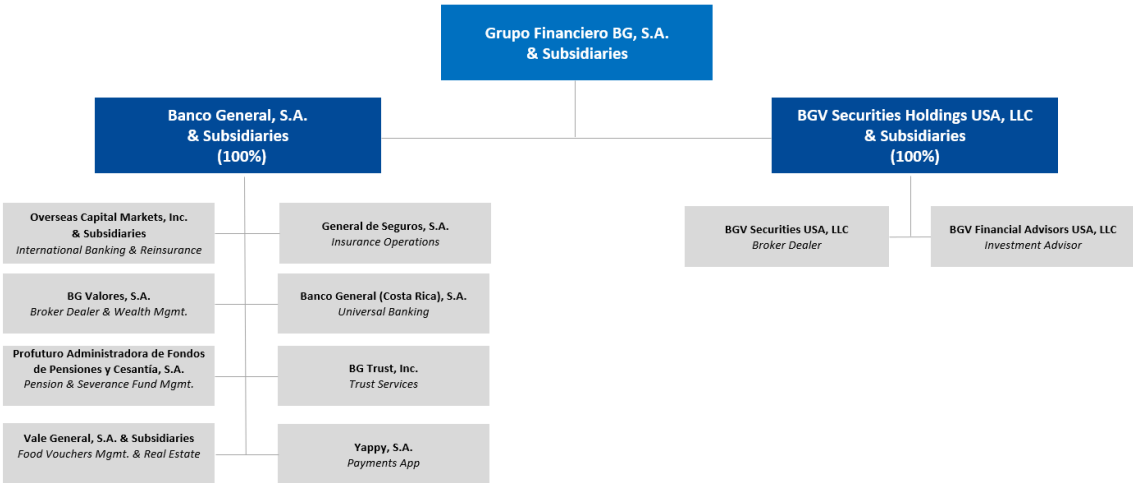 Grupo Financiero BG, S.A.
& Subsidiaries
Banco General, S.A.
& Subsidiaries
(100%)
BGV Securities Holdings USA, LLC
& Subsidiaries
(100%)
Overseas Capital Markets, Inc.
& Subsidiaries
International Banking & Reinsurance
General de Seguros, S.A.
Insurance Operations
BGV Securities USA, LLC
Broker Dealer
BGV Financial Advisors USA, LLC
Investment Advisor
BG Valores, S.A.
Broker Dealer & Wealth Mgmt.
Banco General (Costa Rica), S.A.
Universal Banking
Profuturo Administradora de Fondos
de Pensiones y Cesantía, S.A.
Pension & Severance Fund Mgmt.
BG Trust, Inc.
Trust Services
Vale General, S.A. & Subsidiaries
Food Vouchers Mgmt. & Real Estate
Yappy, S.A.
Payments App